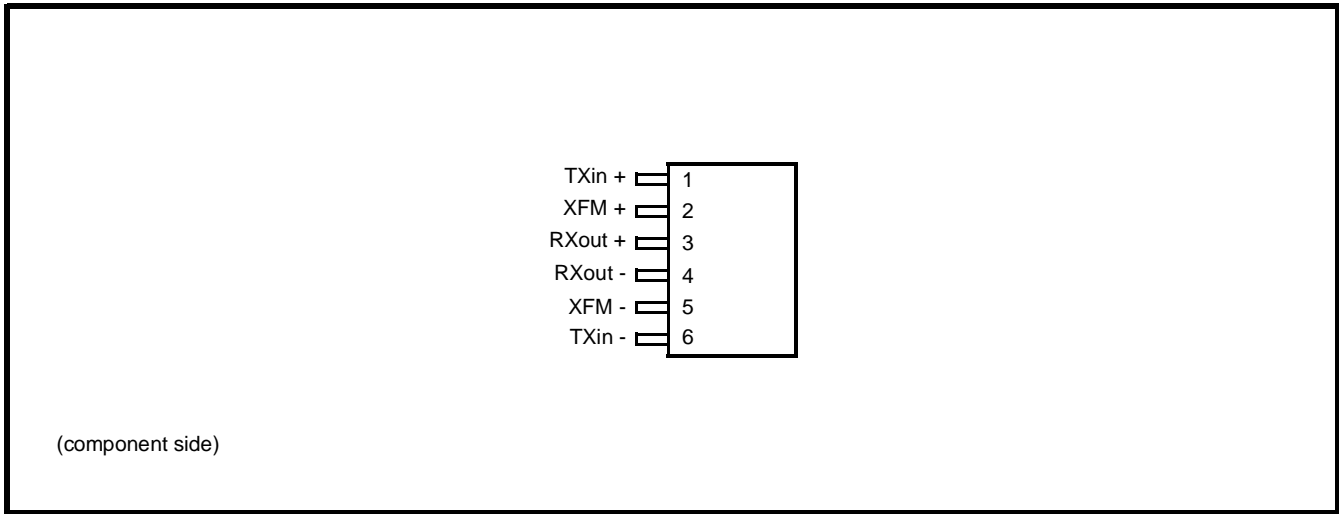 TXin + 1
XFM + 2
RXout + 3
RXout - 4
XFM - 5
TXin - 6
(component side)